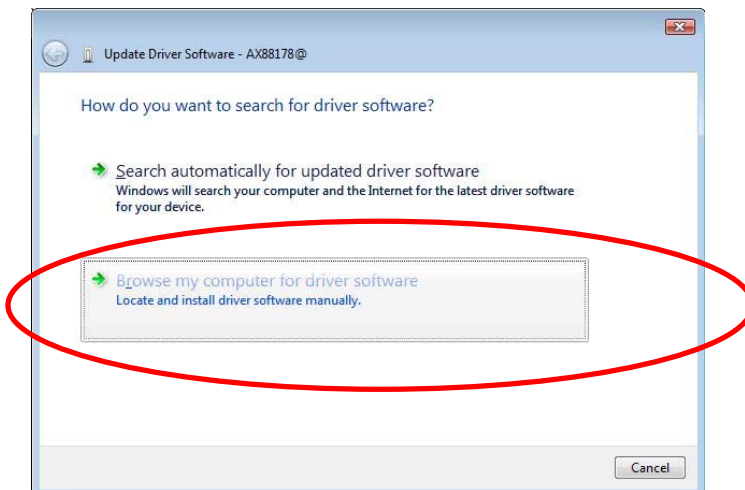 Update Driver Software - AX88178@
How do you want to search for driver software?
Search automatically for updated driver software
Windows will search your computer and the Internet for the latest driver software
for your device.
Browse my computer for driver software
Locate and install driver software manually.
Cancel